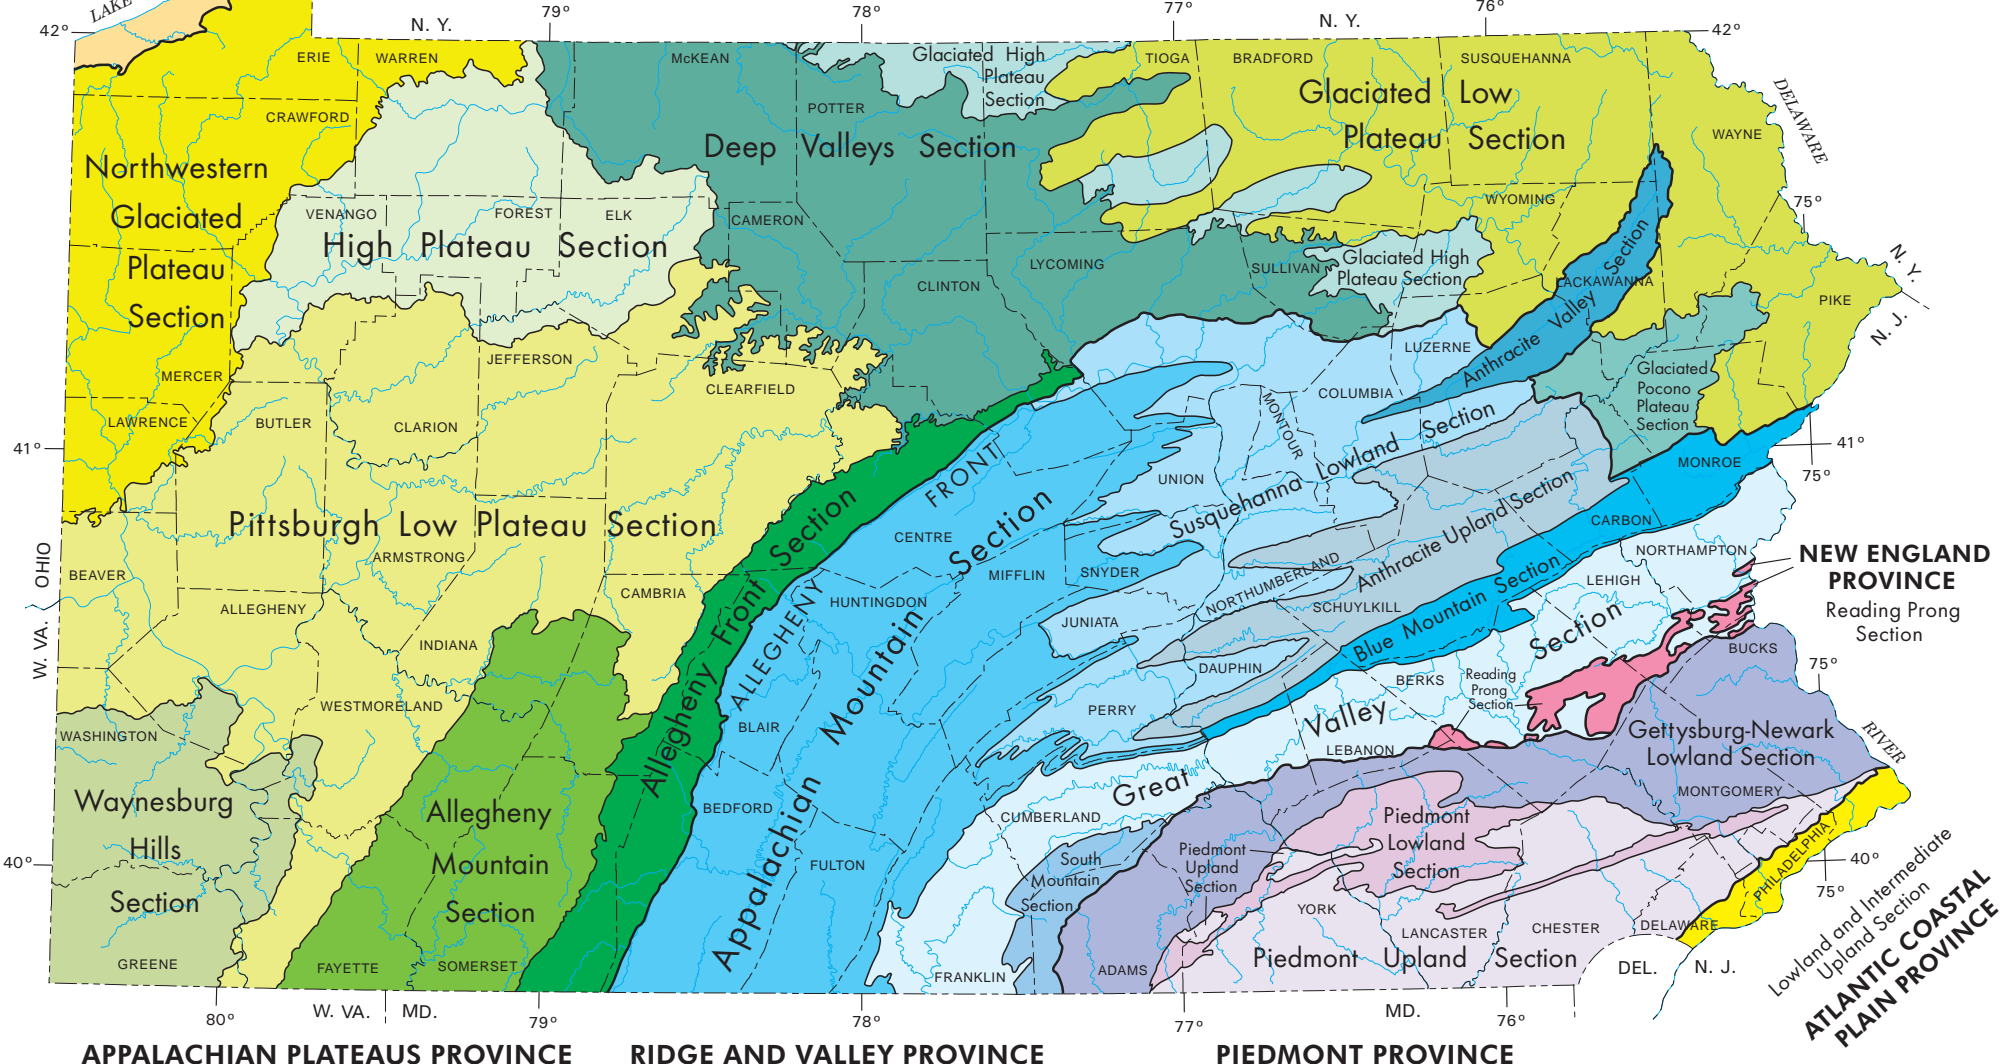 LAKE
79°
78°
77°
76°
42°
N. Y.
N. Y.
42°
ERIE
WARREN
McKEAN
Glaciated High
Plateau
Section
TIOGA
BRADFORD
SUSQUEHANNA
DELAWARE
CRAWFORD
POTTER
Glaciated Low
Plateau Section
WAYNE
Northwestern
Glaciated
Plateau
Section
Deep Valleys Section
VENANGO
FOREST
ELK
CAMERON
WYOMING
75°
High Plateau Section
LYCOMING
SULLIVAN
Glaciated High
Plateau Section
N. Y.
CLINTON
LACKAWANNA
PIKE
N. J.
Anthracite Valley Section
JEFFERSON
LUZERNE
MERCER
CLEARFIELD
COLUMBIA
Glaciated
Pocono
Plateau
Section
LAWRENCE
BUTLER
CLARION
MONTOUR
41°
41°
MONROE
75°
UNION
Susquehanna Lowland Section
Pittsburgh Low Plateau Section
CENTRE
CARBON
ARMSTRONG
Anthracite Upland Section
NORTHAMPTON
NEW ENGLAND
PROVINCE
Reading Prong
Section
OHIO
W. VA.
BEAVER
ALLEGHENY
CAMBRIA
MIFFLIN
SNYDER
NORTHUMBERLAND
LEHIGH
HUNTINGDON
SCHUYLKILL
Blue Mountain Section
JUNIATA
INDIANA
ALLEGHENY FRONT
Allegheny Front Section
Appalachian Mountain Section
DAUPHIN
BUCKS
75°
BERKS
Reading
Prong
Section
WESTMORELAND
PERRY
Great Valley Section
WASHINGTON
BLAIR
LEBANON
Gettysburg-Newark
Lowland Section
RIVER
Waynesburg
Hills
Section
Allegheny
Mountain
Section
BEDFORD
CUMBERLAND
MONTGOMERY
Piedmont
Lowland
Section
FULTON
South
Mountain
Section
Piedmont
Upland
Section
PHILADELPHIA
40°
40°
75°
YORK
LANCASTER
CHESTER
DELAWARE
GREENE
FAYETTE
SOMERSET
FRANKLIN
ADAMS
Piedmont Upland Section
DEL.
N. J.
Lowland and Intermediate
Upland Section
ATLANTIC COASTAL
PLAIN PROVINCE
80°
W. VA.
MD.
79°
78°
77°
MD.
76°
APPALACHIAN PLATEAUS PROVINCE
RIDGE AND VALLEY PROVINCE
PIEDMONT PROVINCE